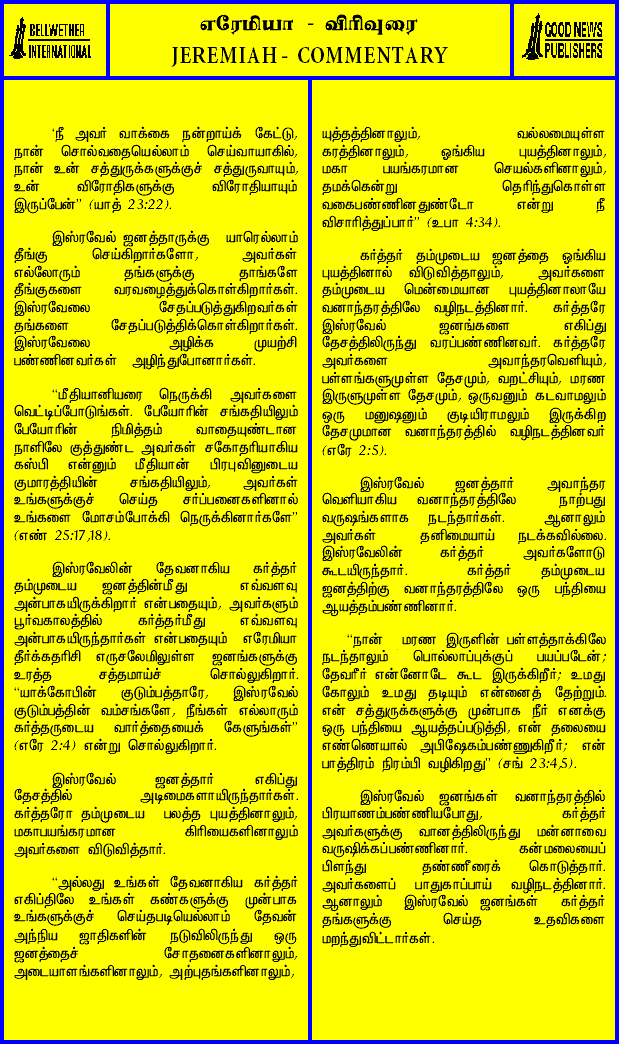 BELLWETHER
INTERNATIONAL
எரேமியா - விரிவுரை
JEREMIAH - COMMENTARY
GOOD NEWS
PUBLISHERS
‘நீ அவர் வாக்கை நன்றாய்க் கேட்டு,
நான் சொல்வதையெல்லாம் செய்வாயாகில்,
நான் உன் சத்துருக்களுக்குச் சத்துருவாயும்,
உன் விரோதிகளுக்கு விரோதியாயும்
இருப்பேன்” (யாத் 23:22).
இஸ்ரவேல் ஜனத்தாருக்கு யாரெல்லாம்
தீங்கு செய்கிறார்களோ, அவர்கள்
எல்லோரும் தங்களுக்கு தாங்களே
தீங்குகளை வரவழைத்துக்கொள்கிறார்கள்.
இஸ்ரவேலை சேதப்படுத்துகிறவர்கள்
தங்களை சேதப்படுத்திக்கொள்கிறார்கள்.
இஸ்ரவேலை அழிக்க முயற்சி
பண்ணினவர்கள் அழிந்துபோனார்கள்.
“மீதியானியரை நெருக்கி அவர்களை
வெட்டிப்போடுங்கள். பேயோரின் சங்கதியிலும்
பேயோரின் நிமித்தம் வாதையுண்டான
நாளிலே குத்துண்ட அவர்கள் சகோதரியாகிய
கஸ்பி என்னும் மீதியான் பிரபுவினுடைய
குமாரத்தியின் சங்கதியிலும், அவர்கள்
உங்களுக்குச் செய்த சர்ப்பனைகளினால்
உங்களை மோசம்போக்கி நெருக்கினார்களே”
(எண் 25:17,18).
இஸ்ரவேலின் தேவனாகிய கர்த்தர்
தம்முடைய ஜனத்தின்மீது எவ்வளவு
அன்பாகயிருக்கிறார் என்பதையும், அவர்களும்
பூர்வகாலத்தில் கர்த்தர்மீது எவ்வளவு
அன்பாகயிருந்தார்கள் என்பதையும் எரேமியா
தீர்க்கதரிசி எருசலேமிலுள்ள ஜனங்களுக்கு
உரத்த சத்தமாய்ச் சொல்லுகிறார்.
“யாக்கோபின் குடும்பத்தாரே, இஸ்ரவேல்
குடும்பத்தின் வம்சங்களே, நீங்கள் எல்லாரும்
கர்த்தருடைய வார்த்தையைக் கேளுங்கள்”
(எரே 2:4) என்று சொல்லுகிறார்.
இஸ்ரவேல் ஜனத்தார் எகிப்து
தேசத்தில் அடிமைகளாயிருந்தார்கள்.
கர்த்தரோ தம்முடைய பலத்த புயத்தினாலும்,
மகாபயங்கரமான கிரியைகளினாலும்
அவர்களை விடுவித்தார்.
“அல்லது உங்கள் தேவனாகிய கர்த்தர்
எகிப்திலே உங்கள் கண்களுக்கு முன்பாக
உங்களுக்குச் செய்தபடியெல்லாம் தேவன்
அந்நிய ஜாதிகளின் நடுவிலிருந்து ஒரு
ஜனத்தைச் சோதனைகளினாலும்,
அடையாளங்களினாலும், அற்புதங்களினாலும்,
யுத்தத்தினாலும், வல்லமையுள்ள
கரத்தினாலும், ஓங்கிய புயத்தினாலும்,
மகா பயங்கரமான செயல்களினாலும்,
தமக்கென்று தெரிந்துகொள்ள
வகைபண்ணினதுண்டோ என்று நீ
விசாரித்துப்பார்” (உபா 4:34).
கர்த்தர் தம்முடைய ஜனத்தை ஓங்கிய
புயத்தினால் விடுவித்தாலும், அவர்களை
தம்முடைய மென்மையான புயத்தினாலாயே
வனாந்தரத்திலே வழிநடத்தினார். கர்த்தரே
இஸ்ரவேல் ஜனங்களை எகிப்து
தேசத்திலிருந்து வரப்பண்ணினவர். கர்த்தரே
அவர்களை அவாந்தரவெளியும்,
பள்ளங்களுமுள்ள தேசமும், வறட்சியும், மரண
இருளுமுள்ள தேசமும், ஒருவனும் கடவாமலும்
ஒரு மனுஷனும் குடியிராமலும் இருக்கிற
தேசமுமான வனாந்தரத்தில் வழிநடத்தினவர்
(எரே 2:5).
இஸ்ரவேல் ஜனத்தார் அவாந்தர
வெளியாகிய வனாந்தரத்திலே நாற்பது
வருஷங்களாக நடந்தார்கள். ஆனாலும்
அவர்கள் தனிமையாய் நடக்கவில்லை.
இஸ்ரவேலின் கர்த்தர் அவர்களோடு
கூடயிருந்தார். கர்த்தர் தம்முடைய
ஜனத்திற்கு வனாந்தரத்திலே ஒரு பந்தியை
ஆயத்தம்பண்ணினார்.
“நான் மரண இருளின் பள்ளத்தாக்கிலே
நடந்தாலும் பொல்லாப்புக்குப் பயப்படேன்;
தேவரீர் என்னோடே கூட இருக்கிறீர்; உமது
கோலும் உமது தடியும் என்னைத் தேற்றும்.
என் சத்துருக்களுக்கு முன்பாக நீர் எனக்கு
ஒரு பந்தியை ஆயத்தப்படுத்தி, என் தலையை
எண்ணெயால் அபிஷேகம்பண்ணுகிறீர்; என்
பாத்திரம் நிரம்பி வழிகிறது” (சங் 23:4,5).
இஸ்ரவேல் ஜனங்கள் வனாந்தரத்தில்
பிரயாணம்பண்ணியபோது, கர்த்தர்
அவர்களுக்கு வானத்திலிருந்து மன்னாவை
வருஷிக்கப்பண்ணினார். கன்மலையைப்
பிளந்து தண்ணீரைக் கொடுத்தார்.
அவர்களைப் பாதுகாப்பாய் வழிநடத்தினார்.
ஆனாலும் இஸ்ரவேல் ஜனங்கள் கர்த்தர்
தங்களுக்கு செய்த உதவிகளை
மறந்துவிட்டார்கள்.